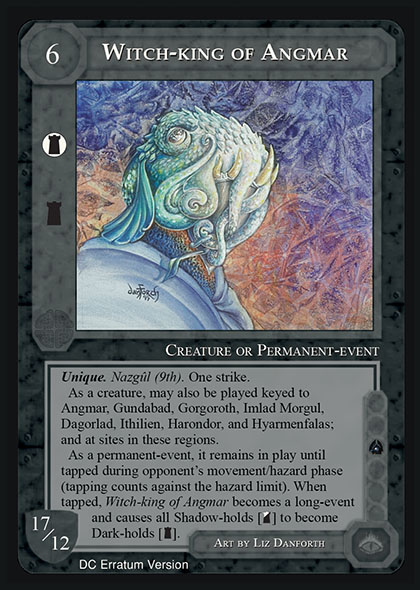 6
WITCH-KING OF ANGMAR
DANFORTH
CREATURE OR PERMANENT-EVENT
Unique. Nazgûl (9th). One strike.
As a creature, may also be played keyed to
Angmar, Gundabad, Gorgoroth, Imlad Morgul,
Dagorlad, Ithilien, Harondor, and Hyarmenfalas;
and at sites in these regions.
As a permanent-event, it remains in play until
tapped during opponent's movement/hazard phase
(tapping counts against the hazard limit). When
tapped, Witch-king of Angmar becomes a long-event
and causes all Shadow-holds [] to become
Dark-holds [].
17/12
ART BY LIZ DANFORTH
DC Erratum Version